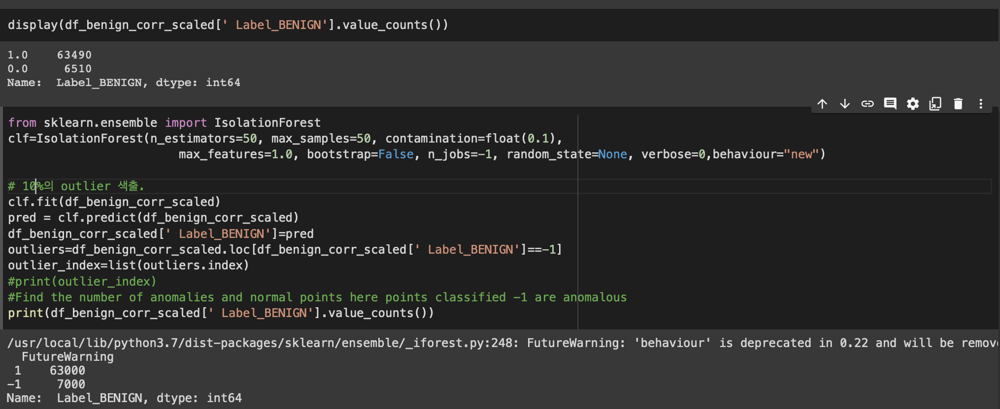 display(df_benign_corr_scaled[' Label_BENIGN'].value_counts())
1.0    63490
0.0     6510
Name:  Label_BENIGN, dtype: int64
from sklearn.ensemble import IsolationForest
clf=IsolationForest(n_estimators=50, max_samples=50, contamination=float(0.1),
                        max_features=1.0, bootstrap=False, n_jobs=-1, random_state=None, verbose=0,behaviour="new")
# 10%의 outlier 색출.
clf.fit(df_benign_corr_scaled)
pred = clf.predict(df_benign_corr_scaled)
df_benign_corr_scaled[' Label_BENIGN']=pred
outliers=df_benign_corr_scaled.loc[df_benign_corr_scaled[' Label_BENIGN']==-1]
outlier_index=list(outliers.index)
#print(outlier_index)
#Find the number of anomalies and normal points here points classified -1 are anomalous
print(df_benign_corr_scaled[' Label_BENIGN'].value_counts())
/usr/local/lib/python3.7/dist-packages/sklearn/ensemble/_iforest.py:248: FutureWarning: 'behaviour' is deprecated in 0.22 and will be
  FutureWarning
 1    63000
-1     7000
Name:  Label_BENIGN, dtype: int64